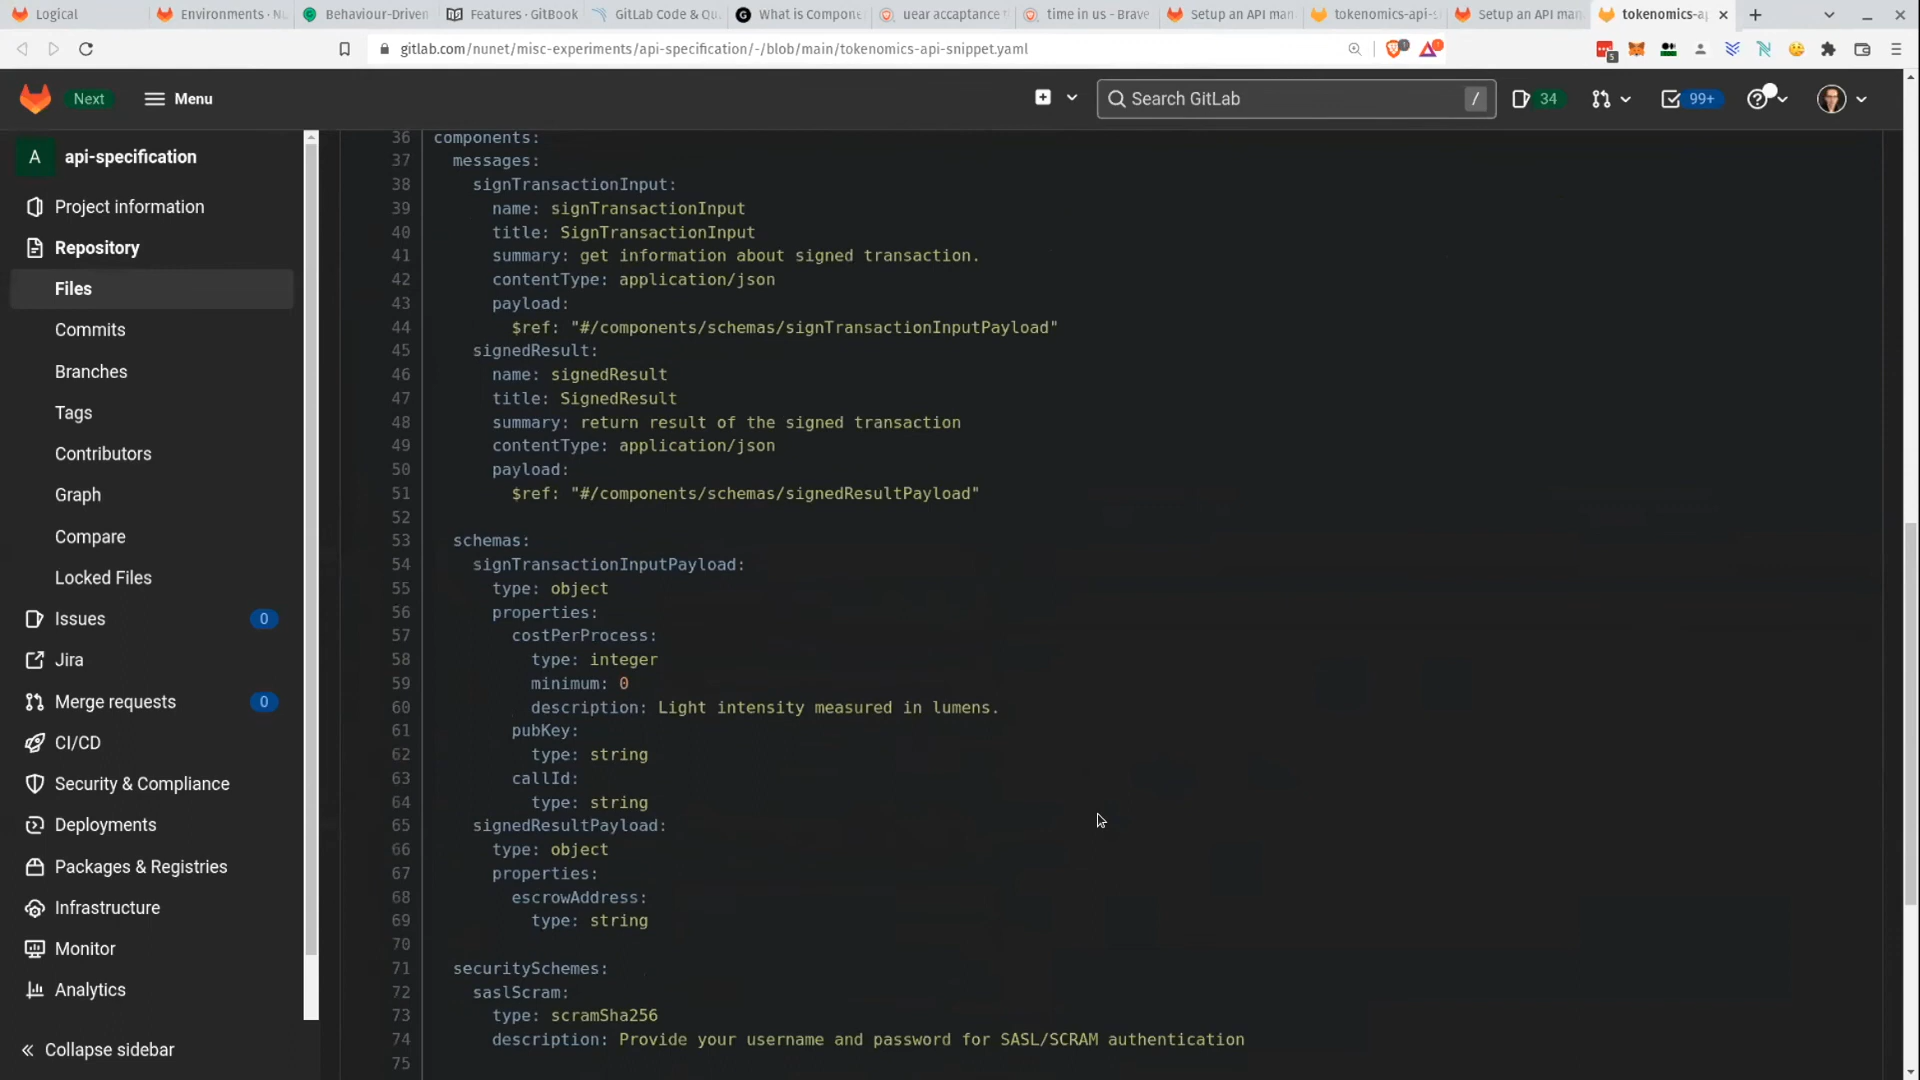 Logical
Environments · Nu
Behaviour-Driven
Features · GitBook
GitLab Code & Qu
What is Compone
uear accaptance t
time in us - Brave
Setup an API man
tokenomics-api-s
Setup an API man
tokenomics-ap
gitlab.com/nunet/misc-experiments/api-specification/-/blob/main/tokenomics-api-snippet.yaml
Next
Menu
Search GitLab
/
34
99+
A
api-specification
Project information
Repository
Files
Commits
Branches
Tags
Contributors
Graph
Compare
Locked Files
Issues 0
Jira
Merge requests 0
CI/CD
Security & Compliance
Deployments
Packages & Registries
Infrastructure
Monitor
Analytics
Collapse sidebar
36 components:
37 messages:
38 signTransactionInput:
39 name: signTransactionInput
40 title: SignTransactionInput
41 summary: get information about signed transaction.
42 contentType: application/json
43 payload:
44 $ref: "#/components/schemas/signTransactionInputPayload"
45 signedResult:
46 name: signedResult
47 title: SignedResult
48 summary: return result of the signed transaction
49 contentType: application/json
50 payload:
51 $ref: "#/components/schemas/signedResultPayload"
52
53 schemas:
54 signTransactionInputPayload:
55 type: object
56 properties:
57 costPerProcess:
58 type: integer
59 minimum: 0
60 description: Light intensity measured in lumens.
61 pubKey:
62 type: string
63 callId:
64 type: string
65 signedResultPayload:
66 type: object
67 properties:
68 escrowAddress:
69 type: string
70
71 securitySchemes:
72 saslScram:
73 type: scramSha256
74 description: Provide your username and password for SASL/SCRAM authentication
75